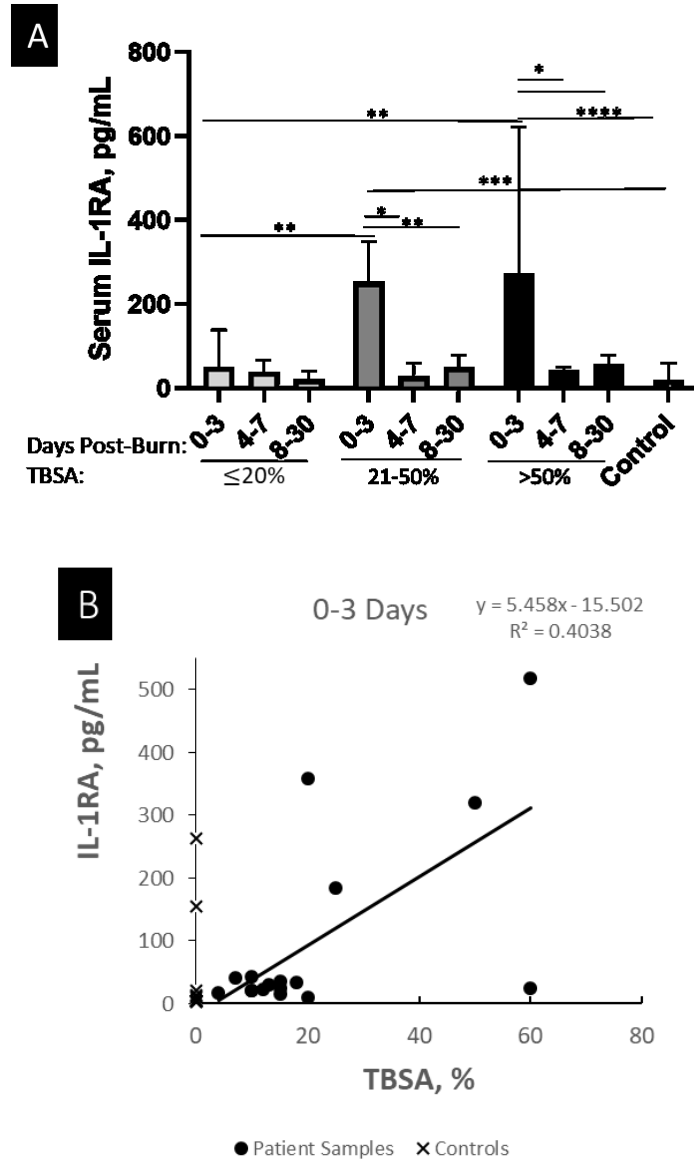 A
Serum IL-1RA, pg/mL
800
600
400
200
0
*
**
****
***
*
**
**
0-3
4-7
8-30
0-3
4-7
8-30
0-3
4-7
8-30
Control
Days Post-Burn:
TBSA:
≤20%
21-50%
>50%
B
0-3 Days
y = 5.458x - 15.502
R² = 0.4038
IL-1RA, pg/mL
500
400
300
200
100
0
0
20
40
60
80
TBSA, %
Patient Samples
Controls